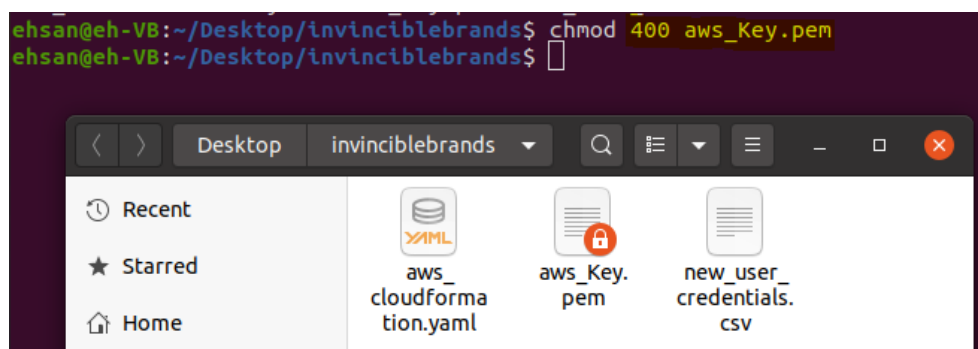 ehsan@eh-VB:~/Desktop/invinciblebrands$ chmod 400 aws_Key.pem
ehsan@eh-VB:~/Desktop/invinciblebrands$
Desktop invinciblebrands
Recent
Starred
Home
YAML
aws_
cloudforma
tion.yaml
aws_Key.
pem
new_user_
credentials.
csv